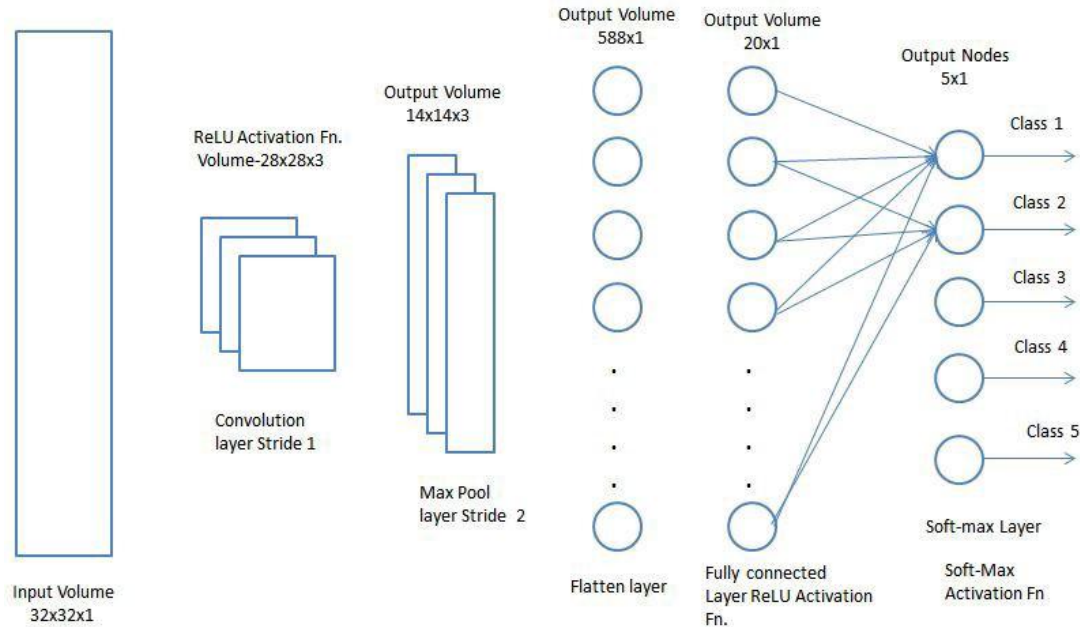 Output Volume
588x1
Output Volume
20x1
Output Nodes
5x1
Output Volume
14x14x3
ReLU Activation Fn.
Volume-28x28x3
Class 1
Class 2
Class 3
Class 4
Class 5
Convolution
layer Stride 1
Max Pool
layer Stride 2
Soft-max Layer
Input Volume
32x32x1
Flatten layer
Fully connected
Layer ReLU Activation
Fn.
Soft-Max
Activation Fn